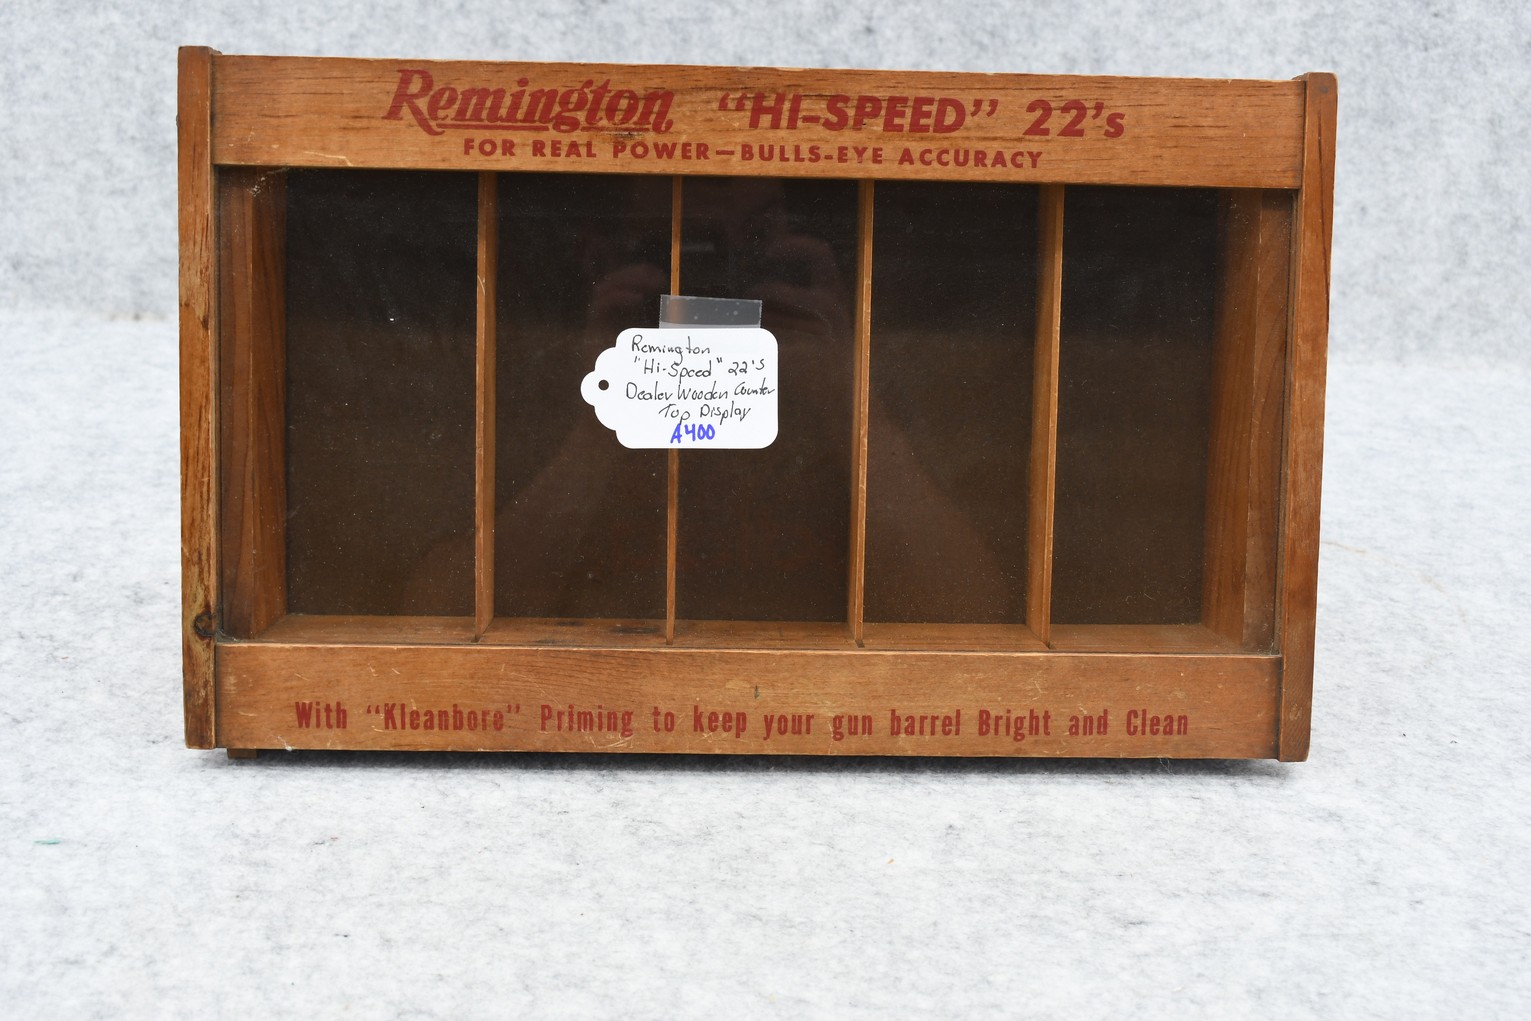 Remington "HI-SPEED" 22's
FOR REAL POWER—BULLS-EYE ACCURACY
Remington
"Hi-Speed" 22's
Dealer Wooden Counter
Top Display
A400
With "Kleanbore" Priming to keep your gun barrel Bright and Clean